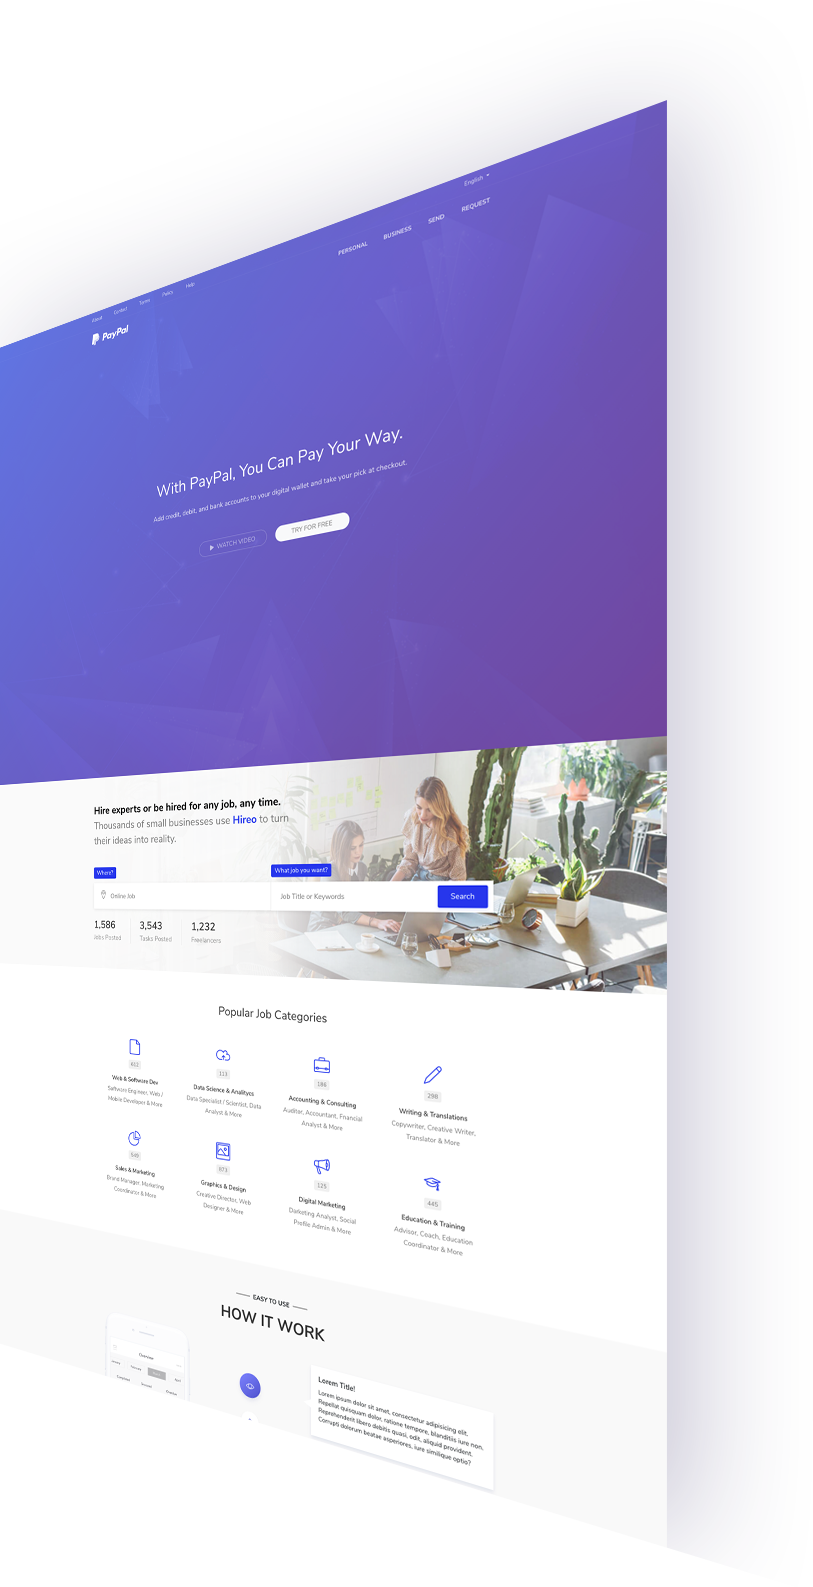 About Contact Terms Policy Help
English
PayPal
PERSONAL BUSINESS SEND REQUEST
With PayPal, You Can Pay Your Way.
Add credit, debit, and bank accounts to your digital wallet and take your pick at checkout.
WATCH VIDEO TRY FOR FREE
Hire experts or be hired for any job, any time.
Thousands of small businesses use Hireo to turn
their ideas into reality.
Where? What job you want?
Online Job Job Title or Keywords Search
1,586 3,543 1,232
Jobs Posted Tasks Posted Freelancers
Popular Job Categories
612 113 186 298
Web & Software Dev
Software Engineer, Web /
Mobile Developer & More
Data Science & Analitycs
Data Specialist / Scientist, Data
Analyst & More
Accounting & Consulting
Auditor, Accountant, Fnancial
Analyst & More
Writing & Translations
Copywriter, Creative Writer,
Translator & More
549 873 125 445
Sales & Marketing
Brand Manager, Marketing
Coordinator & More
Graphics & Design
Creative Director, Web
Designer & More
Digital Marketing
Darketing Analyst, Social
Profile Admin & More
Education & Training
Advisor, Coach, Education
Coordinator & More
EASY TO USE
HOW IT WORK
Overview
Lorem Title!
Lorem ipsum dolor sit amet, consectetur adipisicing elit.
Repellat quisquam dolor, ratione tempore, blanditiis iure non.
Reprehenderit libero debitis quasi, odit, aliquid provident.
Corrupti dolorum beatae asperiores, iure similique optio?